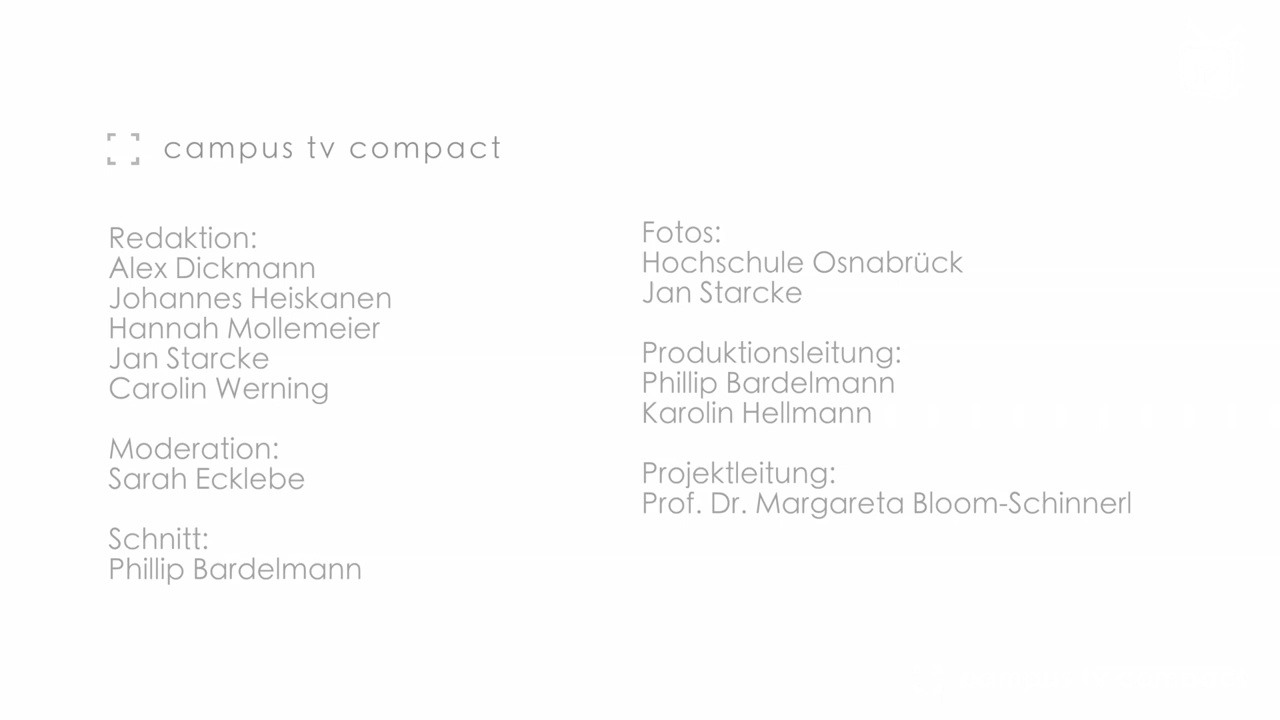 campus tv compact
Redaktion:
Alex Dickmann
Johannes Heiskanen
Hannah Mollemeier
Jan Starcke
Carolin Werning
Moderation:
Sarah Ecklebe
Schnitt:
Phillip Bardelmann
Fotos:
Hochschule Osnabrück
Jan Starcke
Produktionsleitung:
Phillip Bardelmann
Karolin Hellmann
Projektleitung:
Prof. Dr. Margareta Bloom-Schinnerl